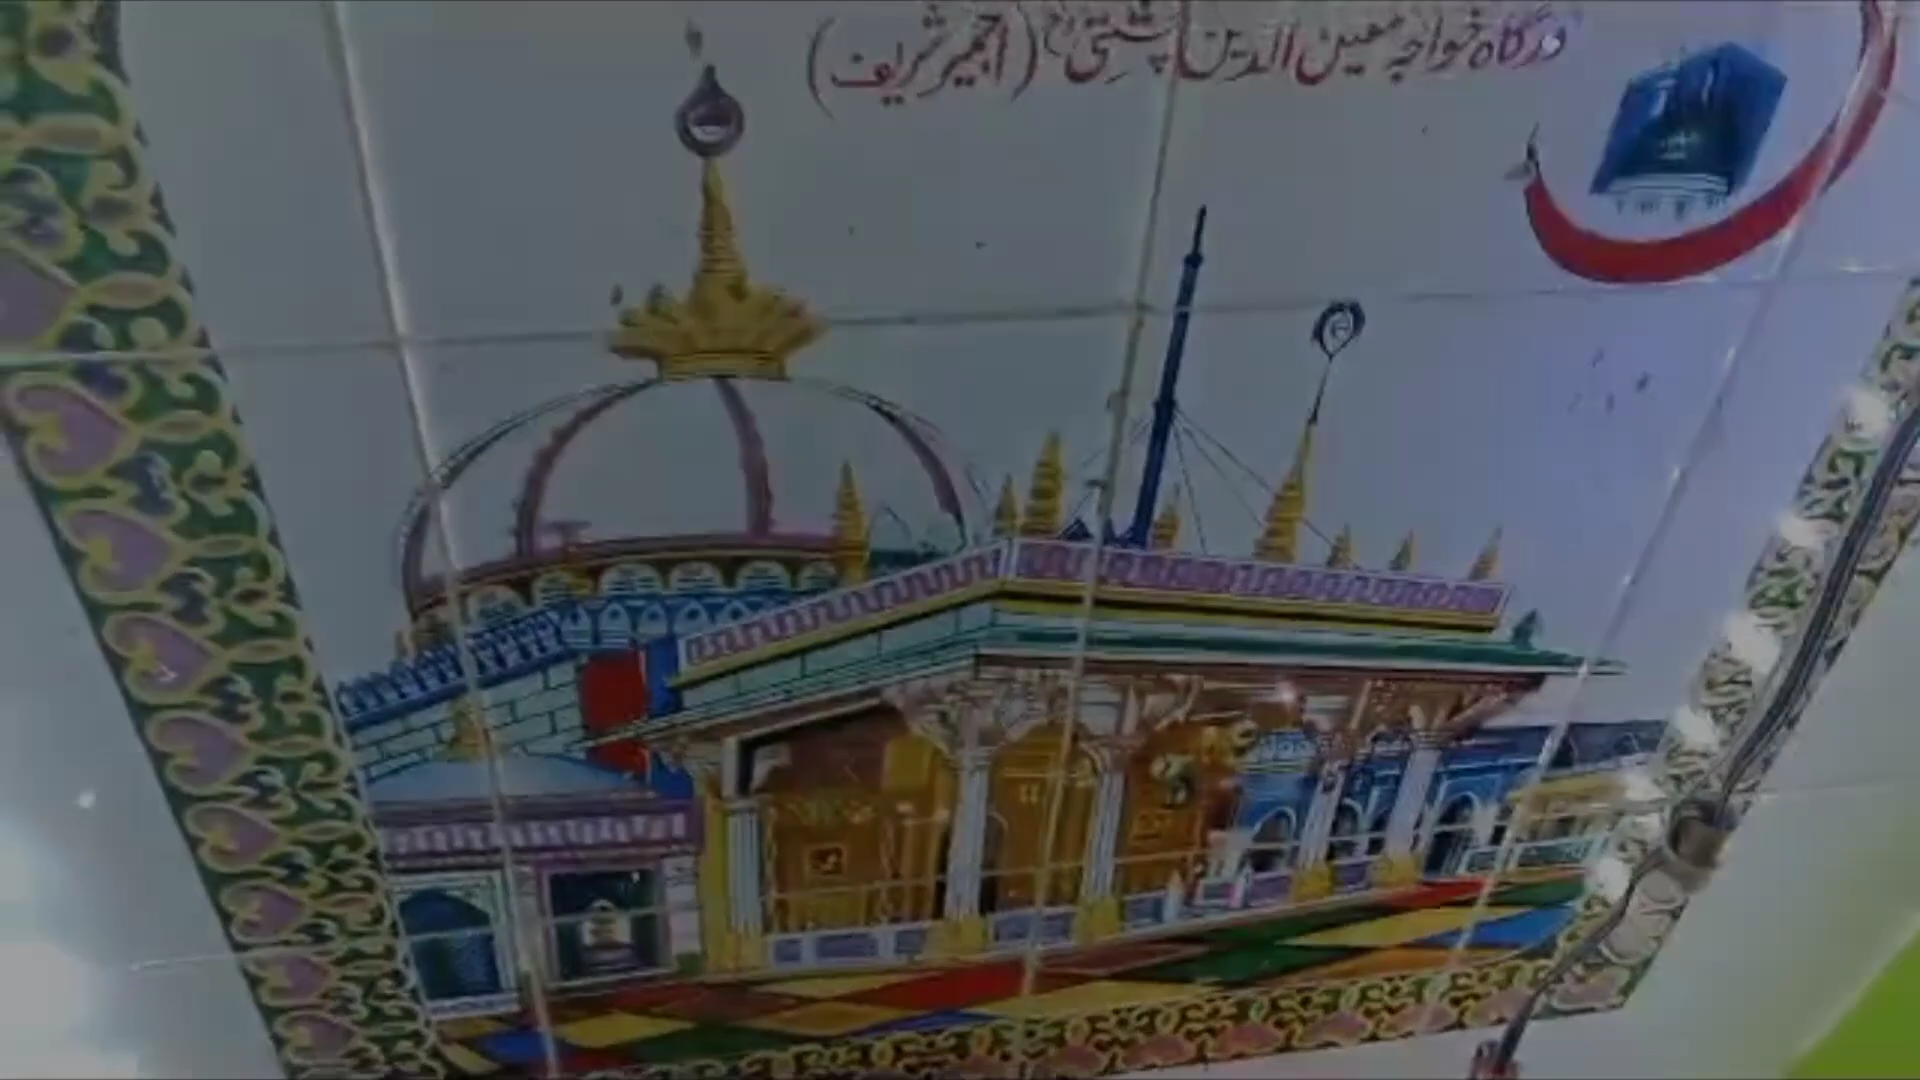 درگاہ خواجہ معین الدین چشتیؒ (اجمیر شریف)